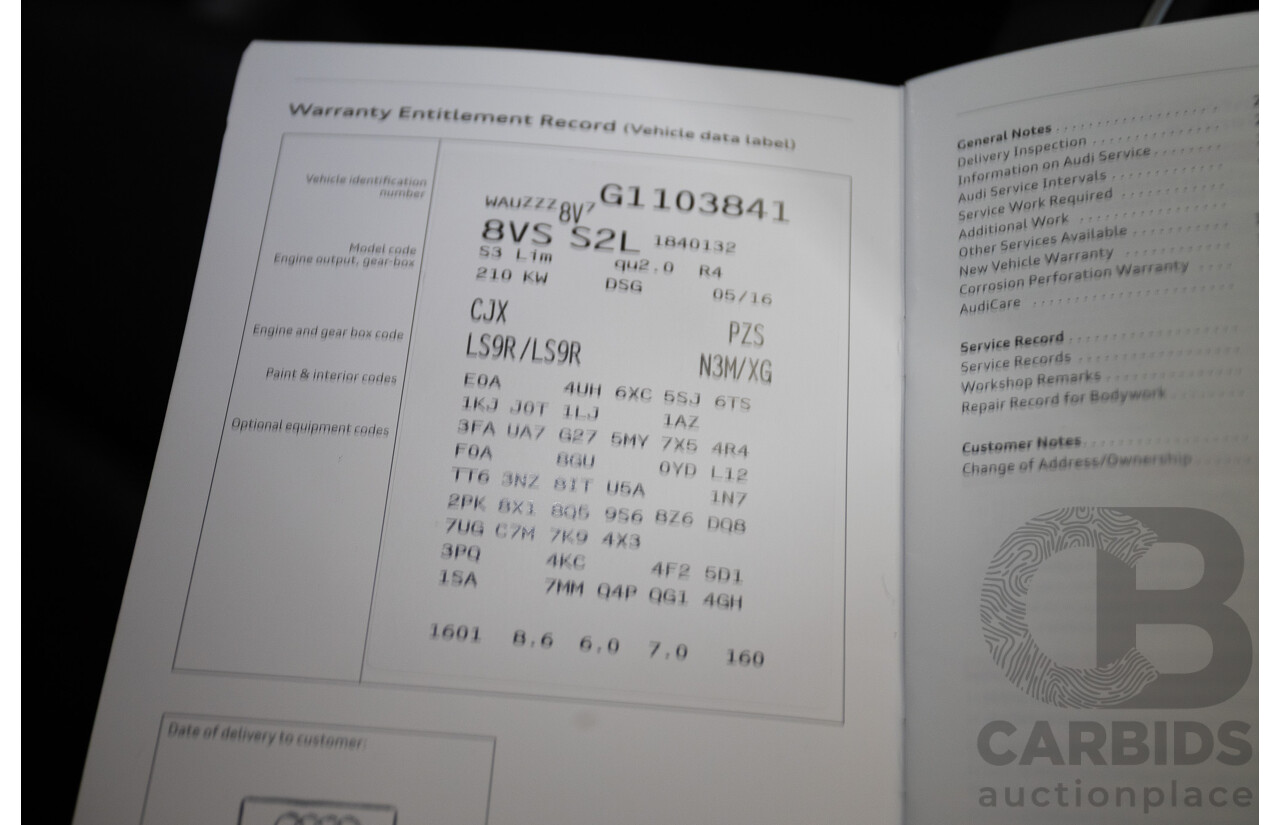 Warranty Entitlement Record (Vehicle data label)
Vehicle identification
number
WAUZZZ 8V7 G1103841
8VS S2L 1840132
Model code
Engine output, gear-box
S3 Lim qu2.0 R4
210 KW DSG 05/16
Engine and gear box code
CJX PZS
Paint & interior codes
LS9R/LS9R N3M/XG
Optional equipment codes
E0A 4UH 6XC 5SJ 6TS
1KJ J0T 1LJ 1AZ
3FA UA7 G27 5MY 7X5 4R4
F0A 8GU 0YD L12
TT6 3NZ 8IT U5A 1N7
2PK 8X1 8Q5 9S6 8Z6 DQ8
7UG C7M 7K9 4X3
3PQ 4KC 4F2 5D1
1SA 7MM Q4P QG1 4GH
1601 8.6 6.0 7.0 160
Date of delivery to customer:
General Notes
Delivery Inspection
Information on Audi Service
Audi Service Intervals
Service Work Required
Additional Work
Other Services Available
New Vehicle Warranty
Corrosion Perforation Warranty
AudiCare
Service Record
Service Records
Workshop Remarks
Repair Record for Bodywork
Customer Notes
Change of Address/Ownership
CB
CARBIDS
auctionplace